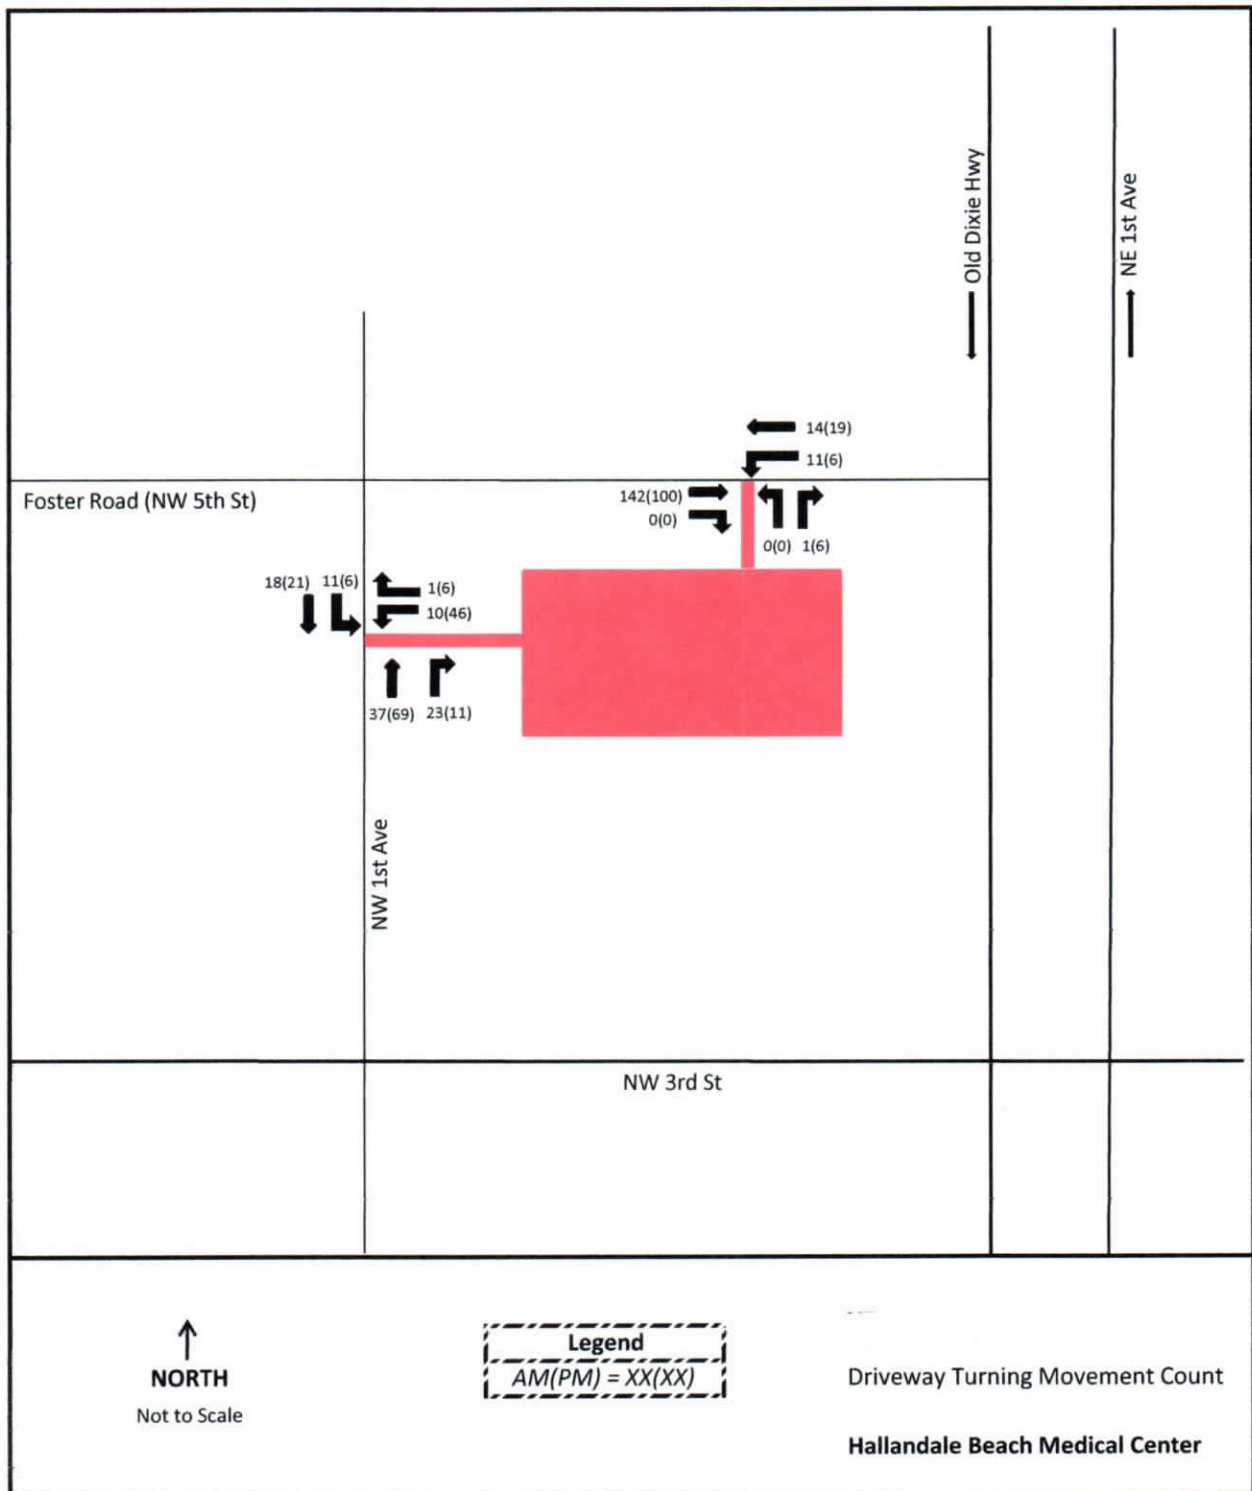 Old Dixie Hwy
NE 1st Ave
14(19)
11(6)
Foster Road (NW 5th St)
142(100)
0(0)
0(0) 1(6)
18(21) 11(6)
1(6)
10(46)
37(69) 23(11)
NW 1st Ave
NW 3rd St
NORTH
Not to Scale
Legend
AM(PM) = XX(XX)
Driveway Turning Movement Count
Hallandale Beach Medical Center